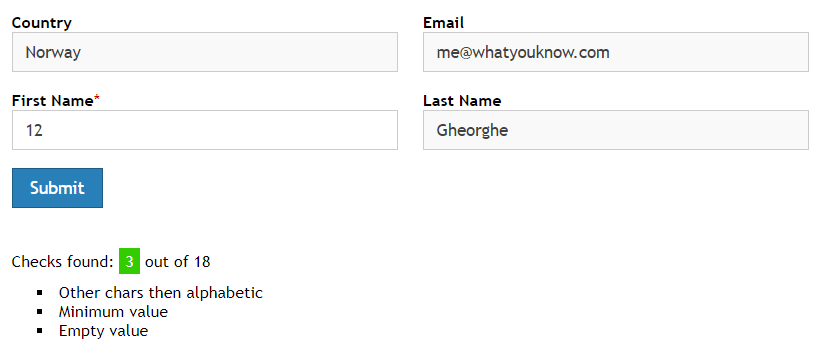 Country Email
Norway me@whatyouknow.com
First Name* Last Name
12 Gheorghe
Submit
Checks found: 3 out of 18
Other chars then alphabetic
Minimum value
Empty value